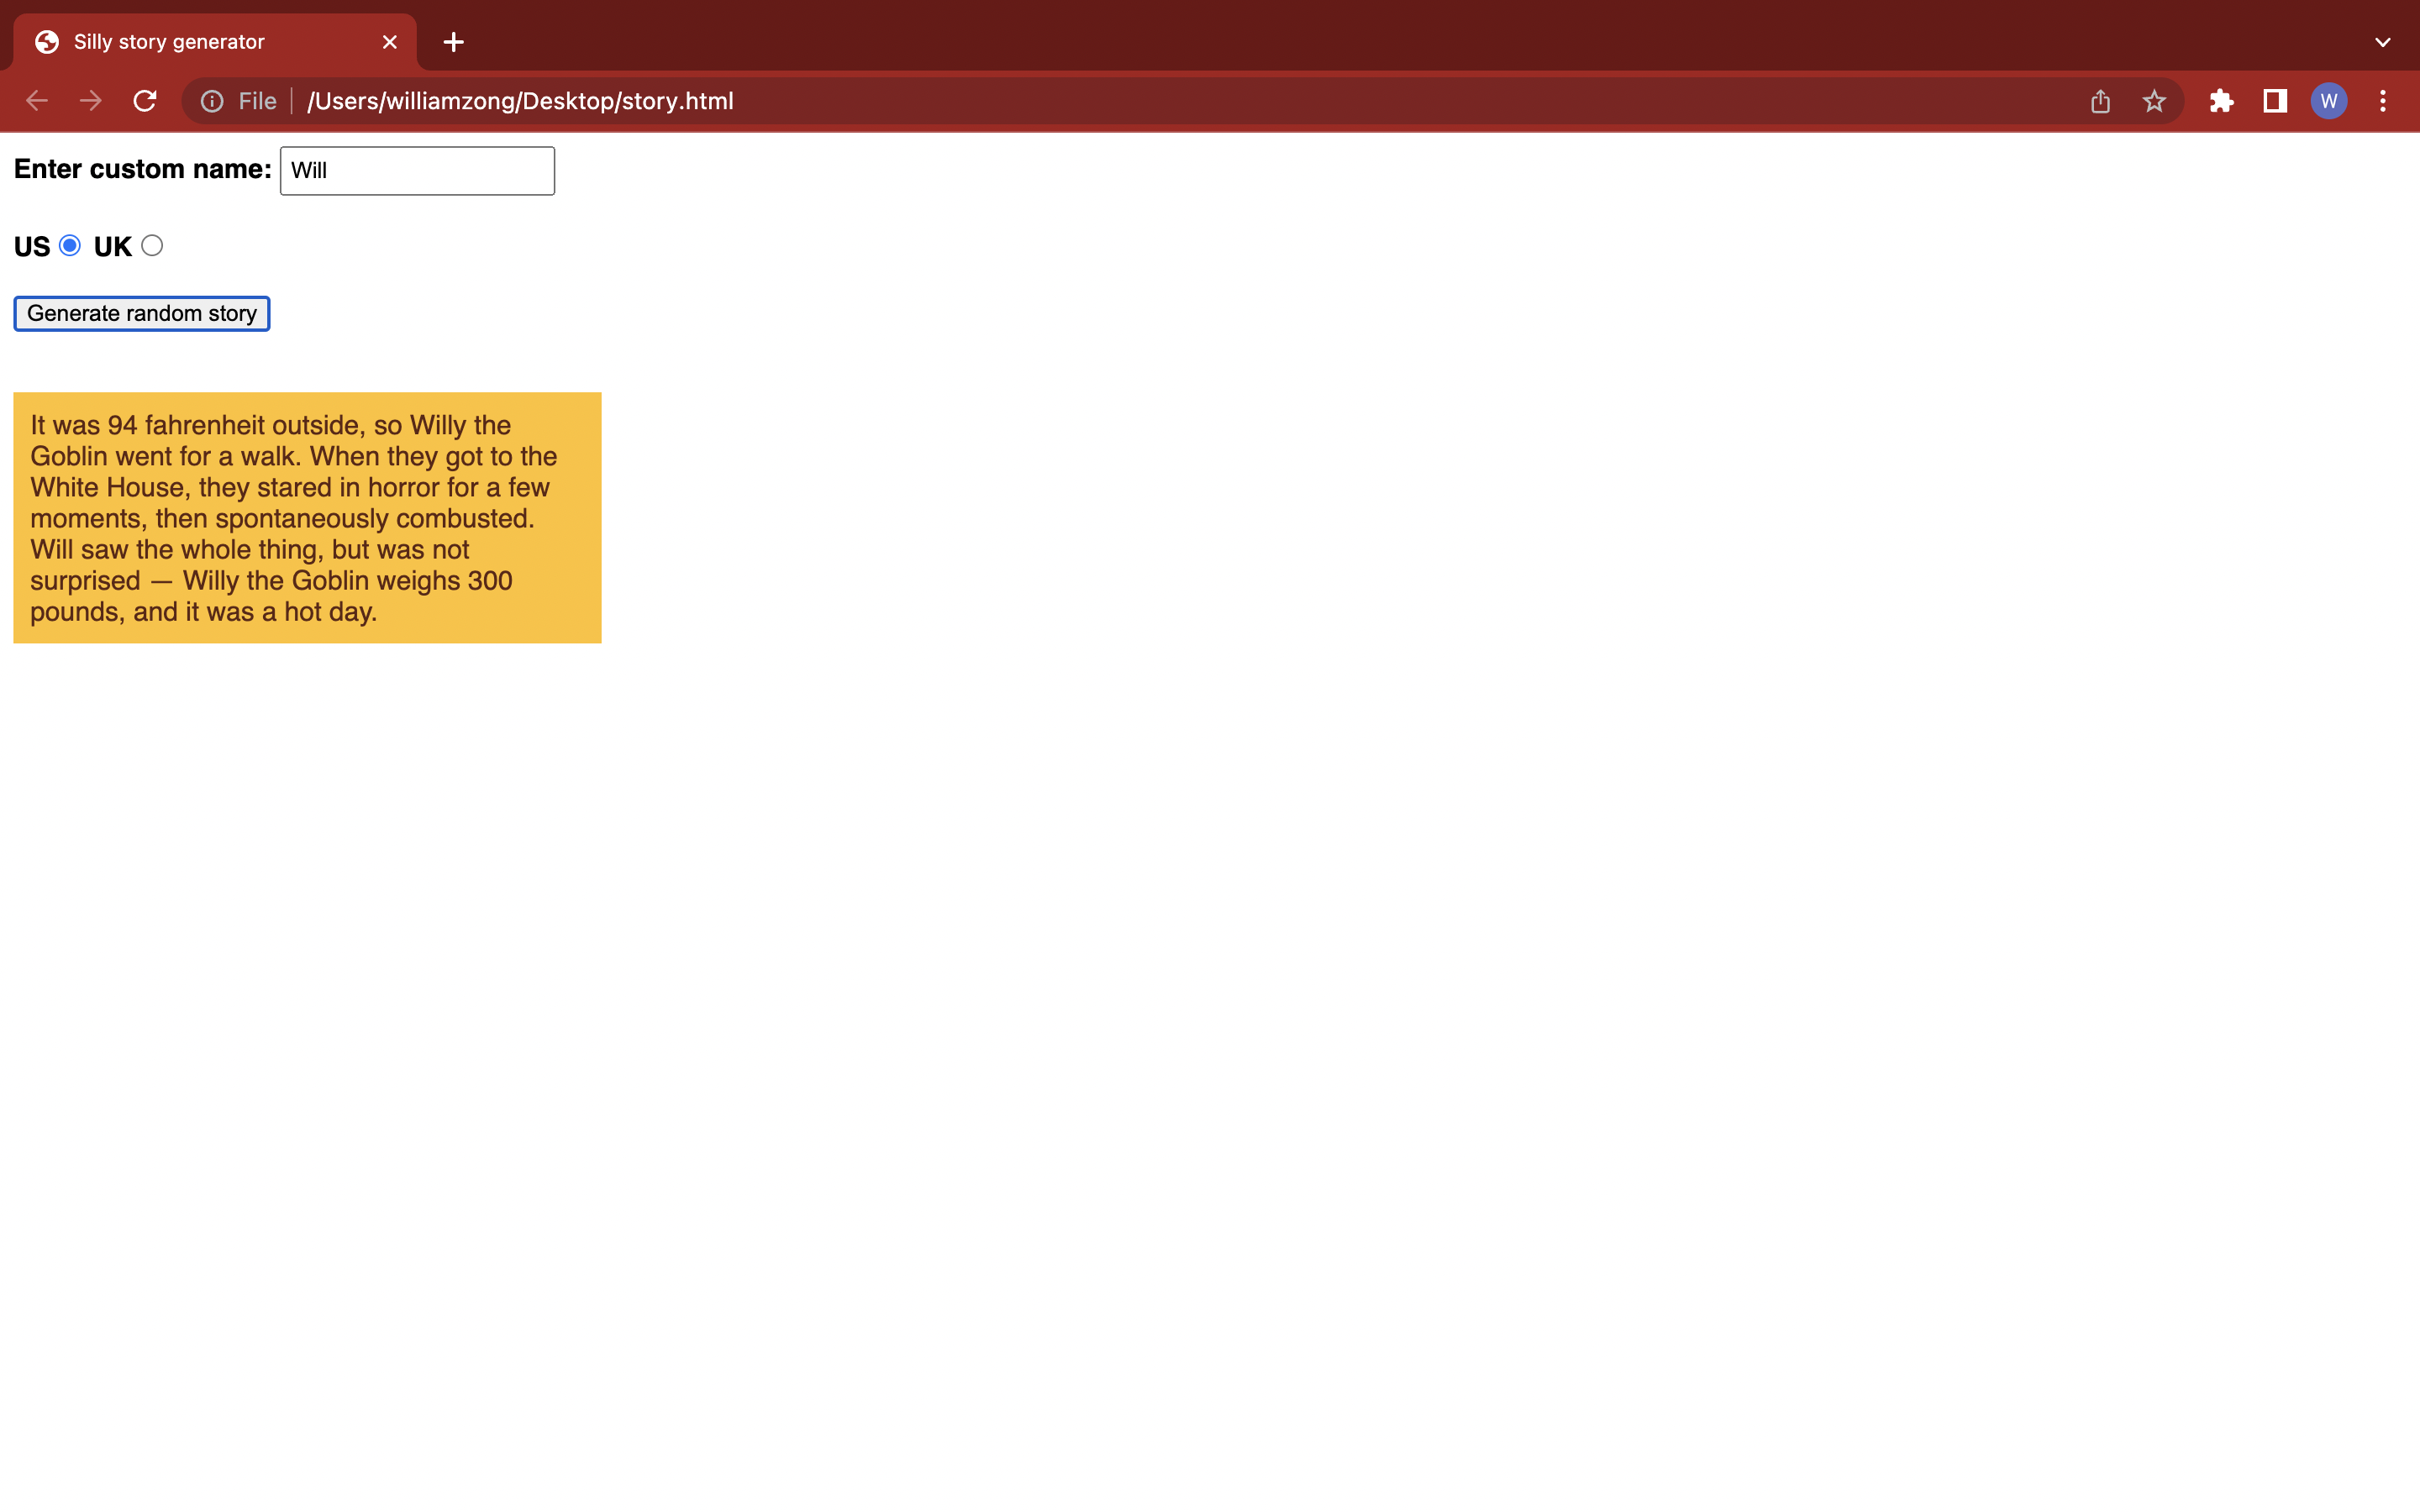 Silly story generator
File /Users/williamzong/Desktop/story.html
W
Enter custom name: Will
US UK
Generate random story
It was 94 fahrenheit outside, so Willy the
Goblin went for a walk. When they got to the
White House, they stared in horror for a few
moments, then spontaneously combusted.
Will saw the whole thing, but was not
surprised — Willy the Goblin weighs 300
pounds, and it was a hot day.